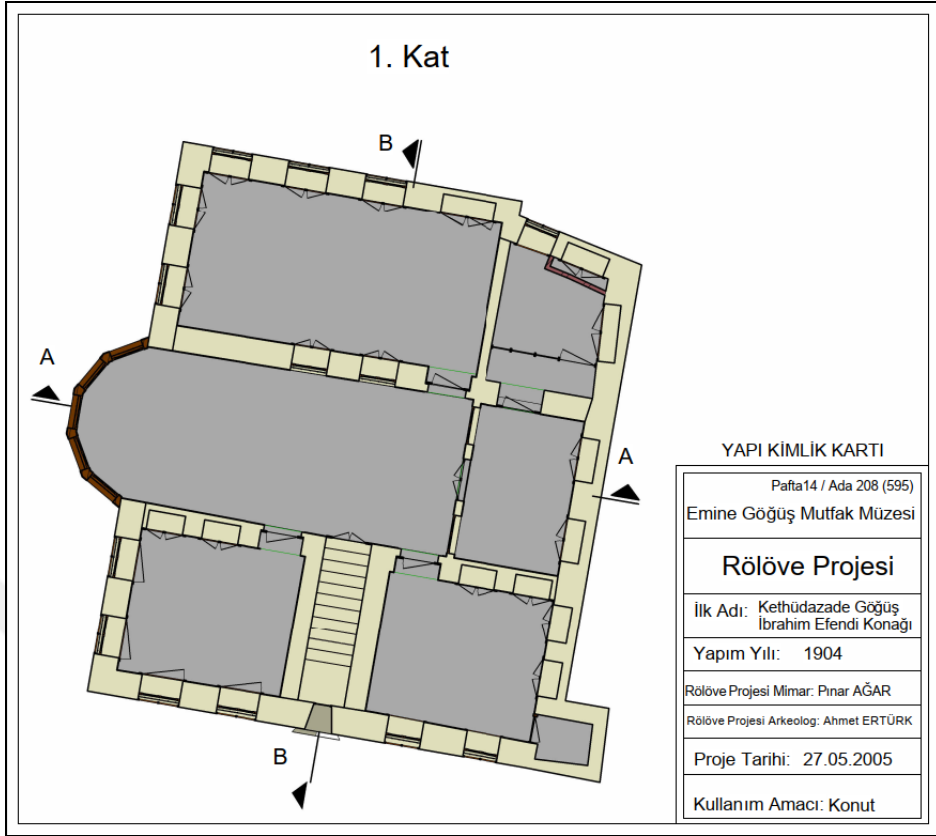 1. Kat
B
A
A
B
YAPI KİMLİK KARTI
Pafta14 / Ada 208 (595)
Emine Göğüş Mutfak Müzesi
Rölöve Projesi
İlk Adı: Kethüdazade Göğüş
İbrahim Efendi Konağı
Yapım Yılı: 1904
Rölöve Projesi Mimar: Pınar AĞAR
Rölöve Projesi Arkeolog: Ahmet ERTÜRK
Proje Tarihi: 27.05.2005
Kullanım Amacı: Konut